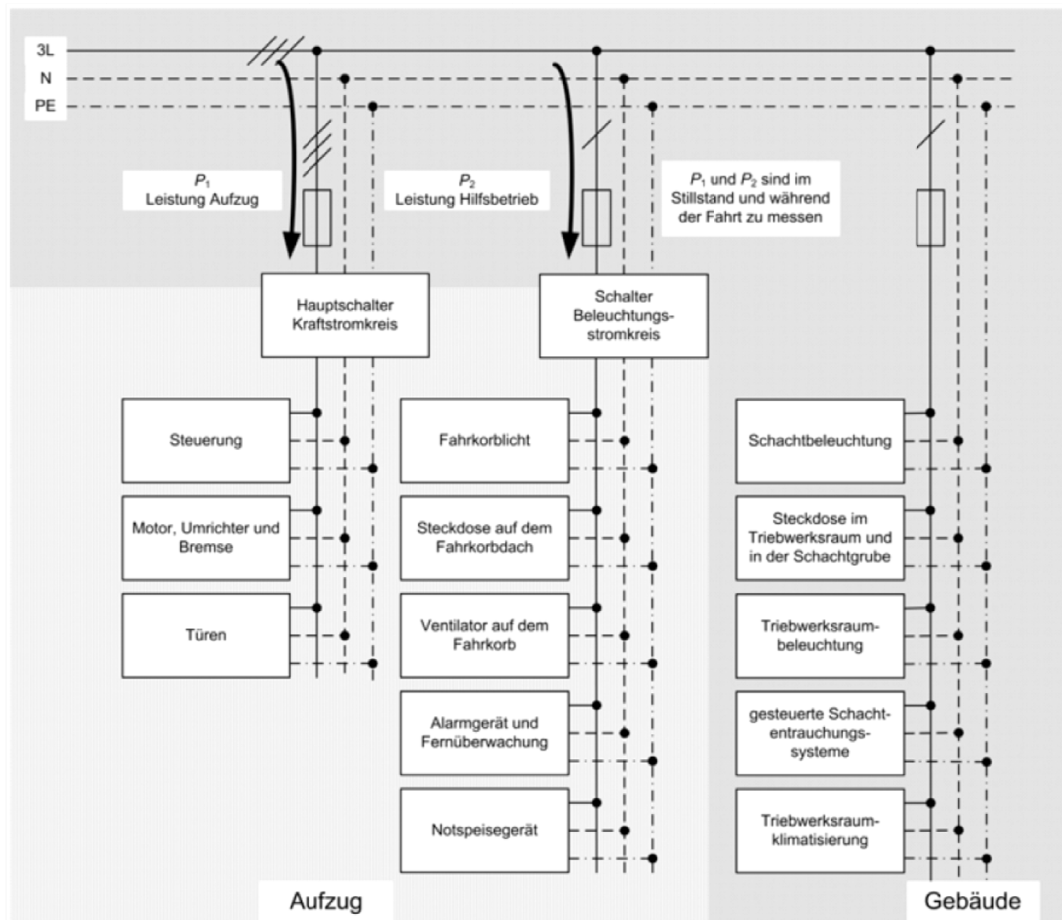 3L
N
PE
P1
Leistung Aufzug
P2
Leistung Hilfsbetrieb
P1 und P2 sind im
Stillstand und während
der Fahrt zu messen
Hauptschalter
Kraftstromkreis
Schalter
Beleuchtungs-
stromkreis
Steuerung
Motor, Umrichter und
Bremse
Türen
Fahrkorblicht
Steckdose auf dem
Fahrkorbdach
Ventilator auf dem
Fahrkorb
Alarmgerät und
Fernüberwachung
Notspeisegerät
Schachtbeleuchtung
Steckdose im
Triebwerksraum und
in der Schachtgrube
Triebwerksraum-
beleuchtung
gesteuerte Schacht-
entrauchungs-
systeme
Triebwerksraum-
klimatisierung
Aufzug
Gebäude